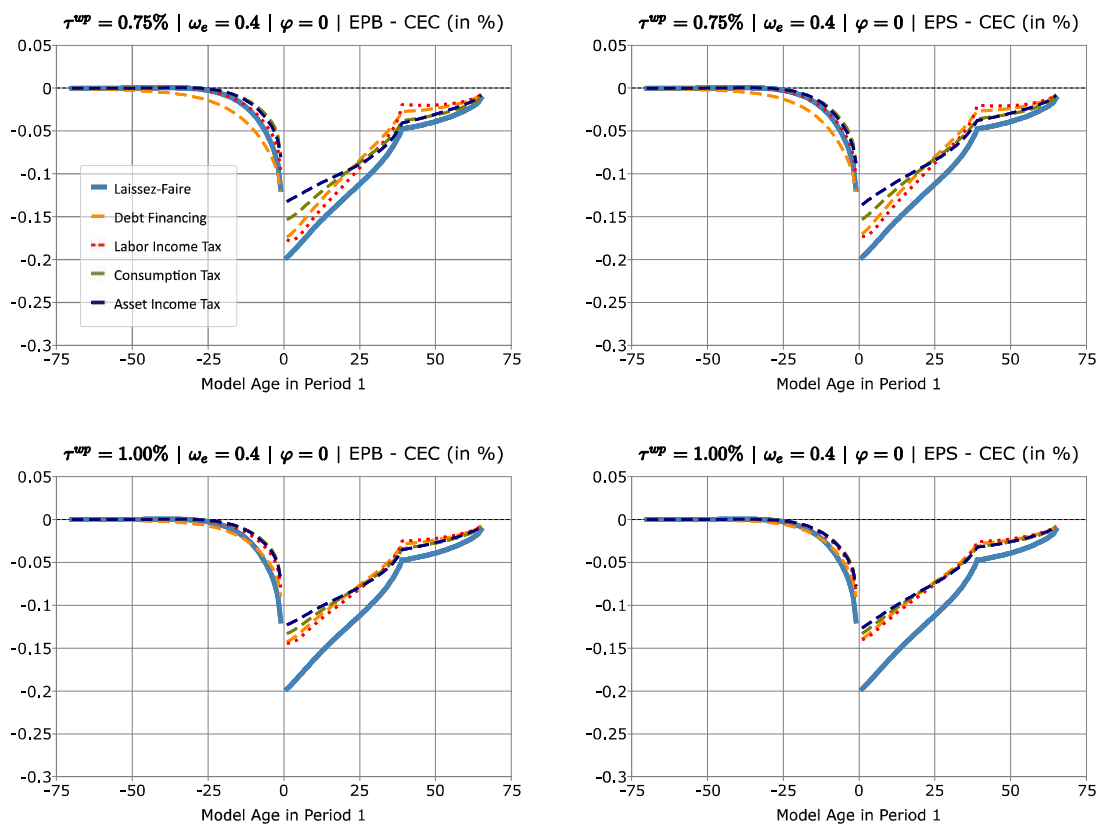 τ^wp = 0.75% | ω_e = 0.4 | φ = 0 | EPB - CEC (in %)
0.05
0
-0.05
-0.1
-0.15
-0.2
-0.25
-0.3
Laissez-Faire
Debt Financing
Labor Income Tax
Consumption Tax
Asset Income Tax
-75 -50 -25 0 25 50 75
Model Age in Period 1
τ^wp = 0.75% | ω_e = 0.4 | φ = 0 | EPS - CEC (in %)
0.05
0
-0.05
-0.1
-0.15
-0.2
-0.25
-0.3
-75 -50 -25 0 25 50 75
Model Age in Period 1
τ^wp = 1.00% | ω_e = 0.4 | φ = 0 | EPB - CEC (in %)
0.05
0
-0.05
-0.1
-0.15
-0.2
-0.25
-0.3
-75 -50 -25 0 25 50 75
Model Age in Period 1
τ^wp = 1.00% | ω_e = 0.4 | φ = 0 | EPS - CEC (in %)
0.05
0
-0.05
-0.1
-0.15
-0.2
-0.25
-0.3
-75 -50 -25 0 25 50 75
Model Age in Period 1